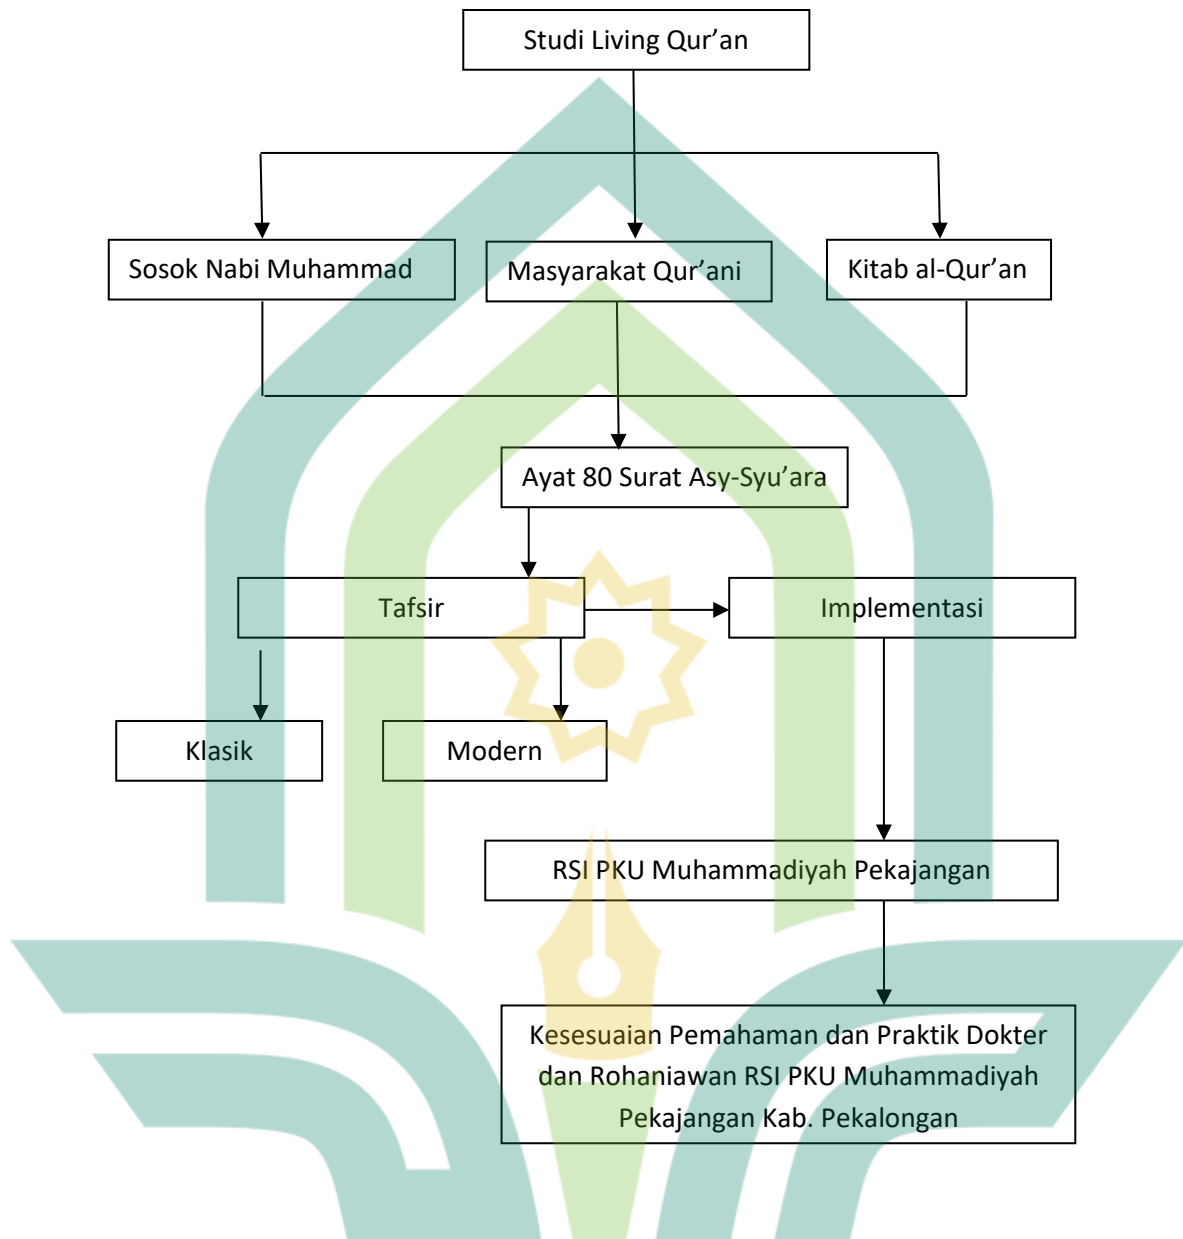 Studi Living Qur’an
Sosok Nabi Muhammad
Masyarakat Qur’ani
Kitab al-Qur’an
Ayat 80 Surat Asy-Syu’ara
Tafsir
Implementasi
Klasik
Modern
RSI PKU Muhammadiyah Pekajangan
Kesesuaian Pemahaman dan Praktik Dokter
dan Rohaniawan RSI PKU Muhammadiyah
Pekajangan Kab. Pekalongan